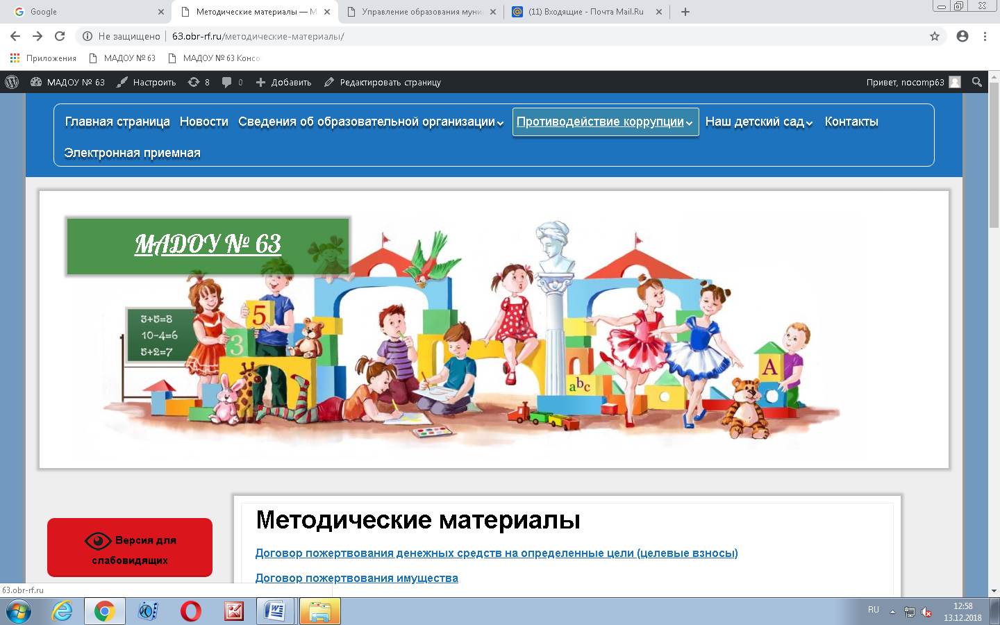 Google
Методические материалы — М
Управление образования муни
(11) Входящие - Почта Mail.Ru
Не защищено
63.obr-rf.ru/методические-материалы/
Приложения
МАДОУ № 63
МАДОУ № 63 Консо
МАДОУ № 63
Настроить
8
0
Добавить
Редактировать страницу
Привет, nocomp63
Главная страница
Новости
Сведения об образовательной организации
Противодействие коррупции
Наш детский сад
Контакты
Электронная приемная
МАДОУ № 63
3+5=8
10-4=6
5+2=7
5
3
abc
A
Версия для
слабовидящих
Методические материалы
Договор пожертвования денежных средств на определенные цели (целевые взносы)
Договор пожертвования имущества
63.obr-rf.ru
RU
12:58
13.12.2018